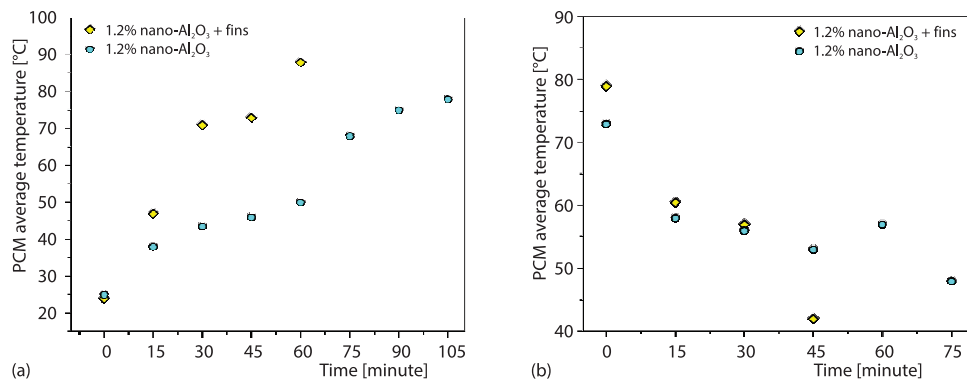 100
90
80
70
60
50
40
30
20
PCM average temperature [°C]
1.2% nano-Al₂O₃ + fins
1.2% nano-Al₂O₃
0 15 30 45 60 75 90 105
Time [minute]
(a)
90
80
70
60
50
40
PCM average temperature [°C]
1.2% nano-Al₂O₃ + fins
1.2% nano-Al₂O₃
0 15 30 45 60 75
Time [minute]
(b)